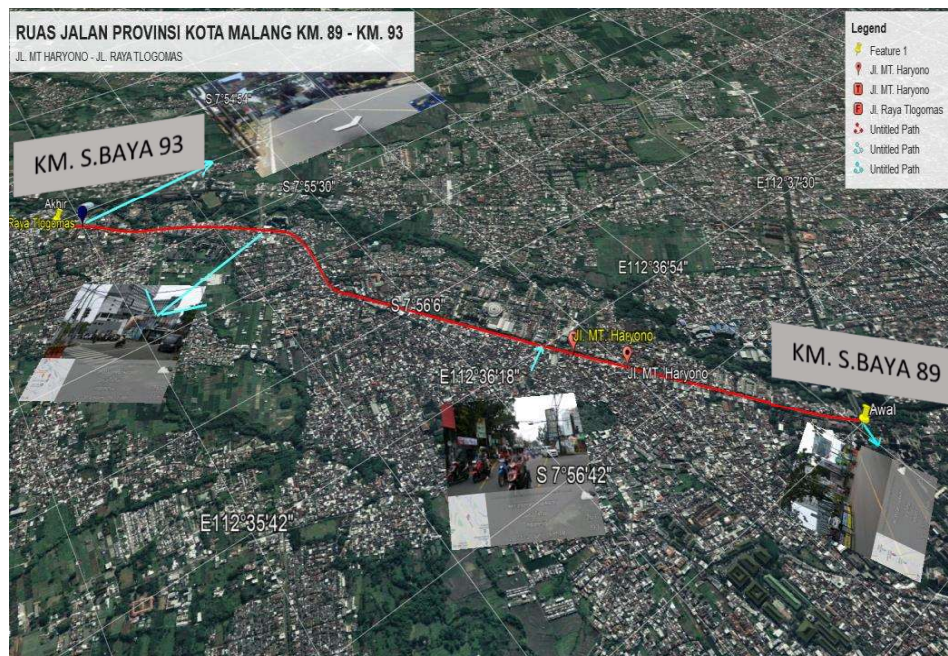 RUAS JALAN PROVINSI KOTA MALANG KM. 89 - KM. 93
JL. MT HARYONO - JL. RAYA TLOGOMAS
Legend
Feature 1
Jl. MT. Haryono
T Jl. MT. Haryono
F Jl. Raya Tlogomas
Untitled Path
Untitled Path
Untitled Path
S 7°54'54"
KM. S.BAYA 93
S 7°55'30"
E112°37'30"
Akhir
Raya Tlogomas
E112°36'54"
S 7°56'6"
Jl. MT. Haryono
KM. S.BAYA 89
E112°36'18"
Jl. MT. Haryono
Awal
S 7°56'42"
E112°35'42"